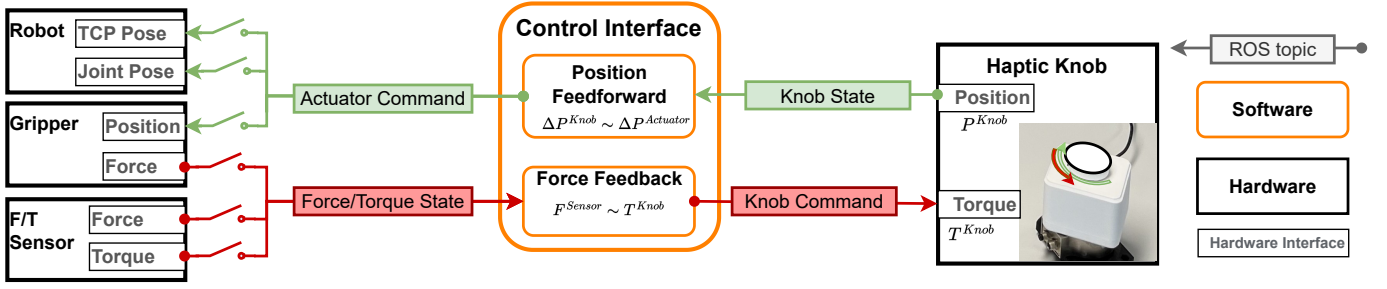 Robot
TCP Pose
Joint Pose
Gripper
Position
Force
F/T
Sensor
Force
Torque
Actuator Command
Force/Torque State
Control Interface
Position
Feedforward
ΔP^{Knob} ∼ ΔP^{Actuator}
Force Feedback
F^{Sensor} ∼ T^{Knob}
Knob State
Knob Command
Haptic Knob
Position
P^{Knob}
Torque
T^{Knob}
ROS topic
Software
Hardware
Hardware Interface